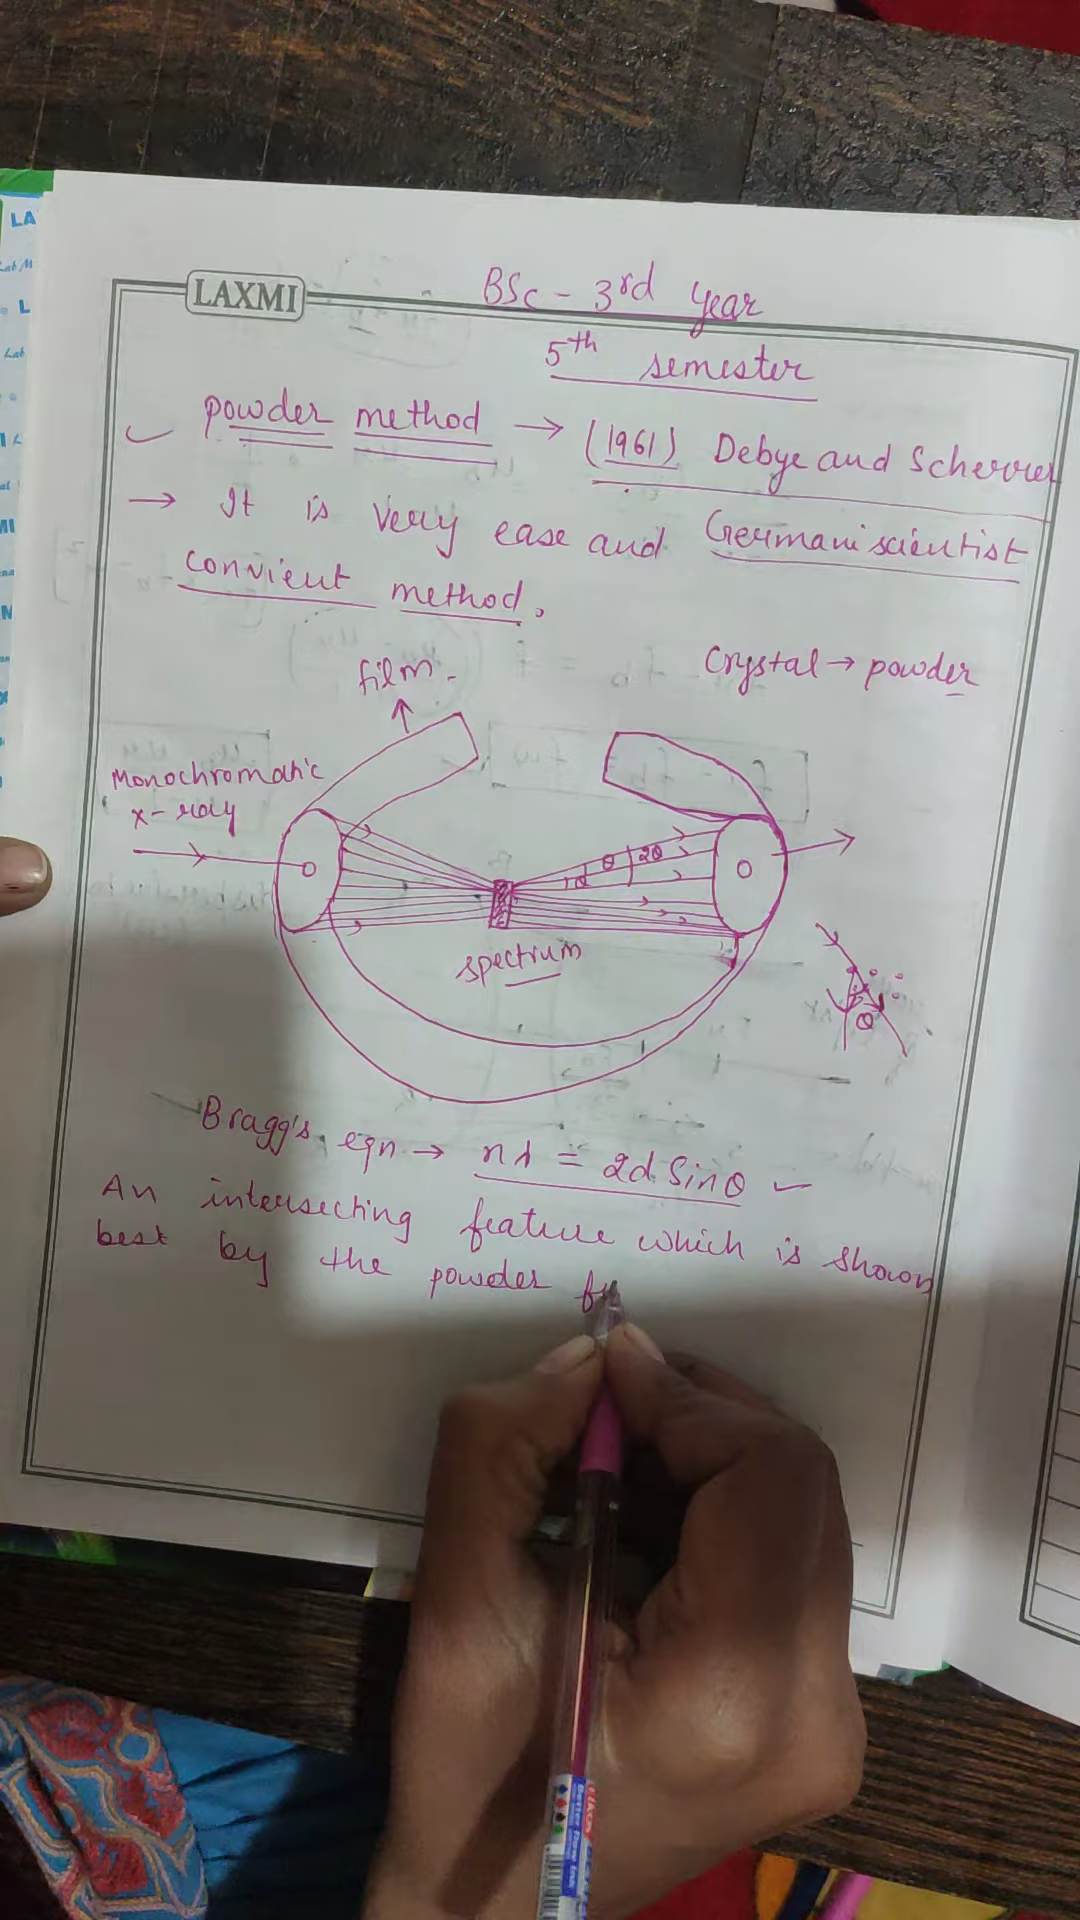 BSc - 3rd Year
LAXMI
5th semester
powder method → (1961) Debye and Scherrer
→ It is very ease and Germani scientist
convient method.
film.
Crystal → powder
Monochromatic
x-ray
θ 2θ
spectrum
θ
Bragg's eqn → nλ = 2d Sinθ
An intersecting feature which is shown
best by the powder